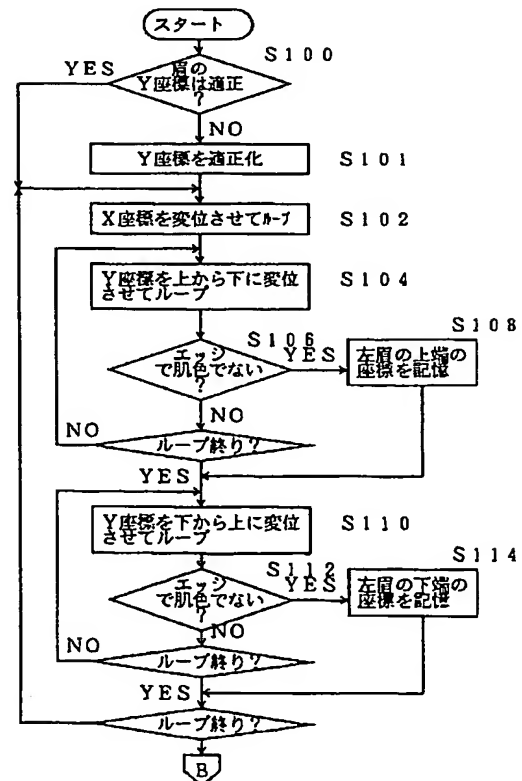 スタート
S100
YES
眉の
Y座標は適正
?
NO
Y座標を適正化
S101
X座標を変位させてループ
S102
Y座標を上から下に変位
させてループ
S104
S106
エッジ
で肌色でない
?
YES
S108
左眉の上端の
座標を記憶
NO
NO
ループ終り?
YES
Y座標を下から上に変位
させてループ
S110
S112
エッジ
で肌色でない
?
YES
S114
左眉の下端の
座標を記憶
NO
NO
ループ終り?
YES
ループ終り?
B